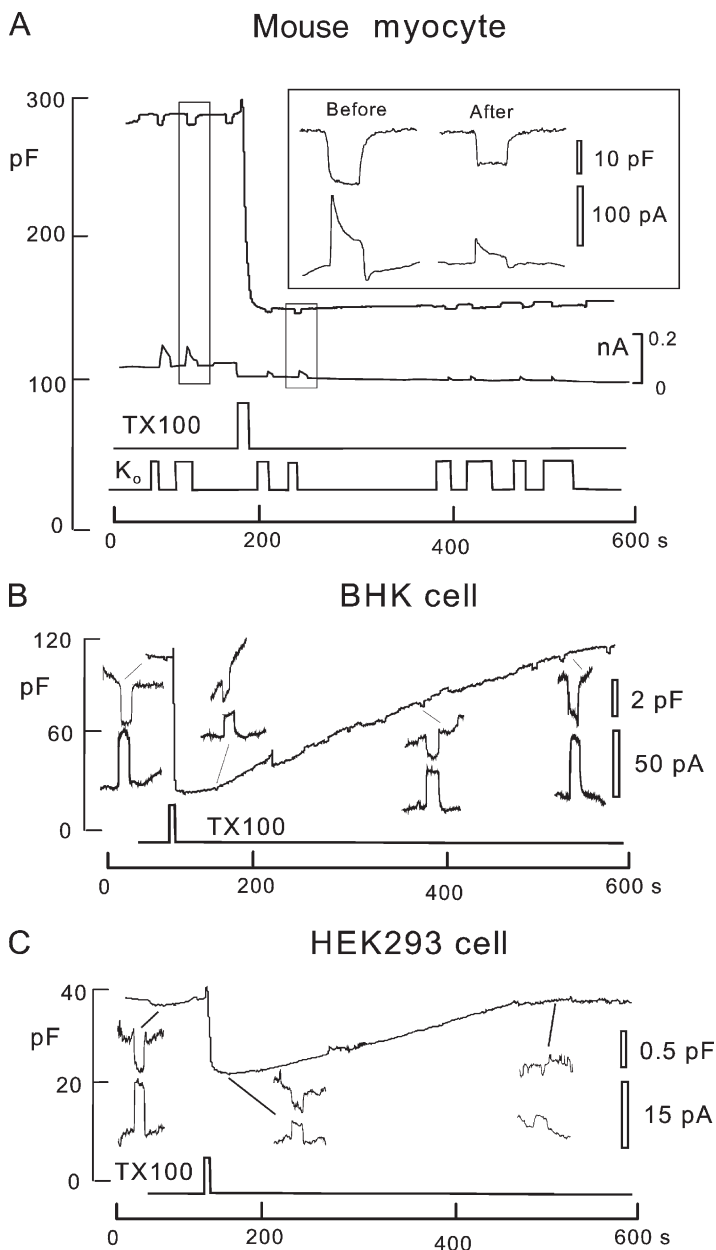 A
Mouse myocyte
300
pF
200
100
0
Before
After
10 pF
100 pA
nA
0.2
0
TX100
Ko
0
200
400
600 s
B
BHK cell
120
pF
60
0
2 pF
50 pA
TX100
0
200
400
600 s
C
HEK293 cell
40
pF
20
0
0.5 pF
15 pA
TX100
0
200
400
600 s